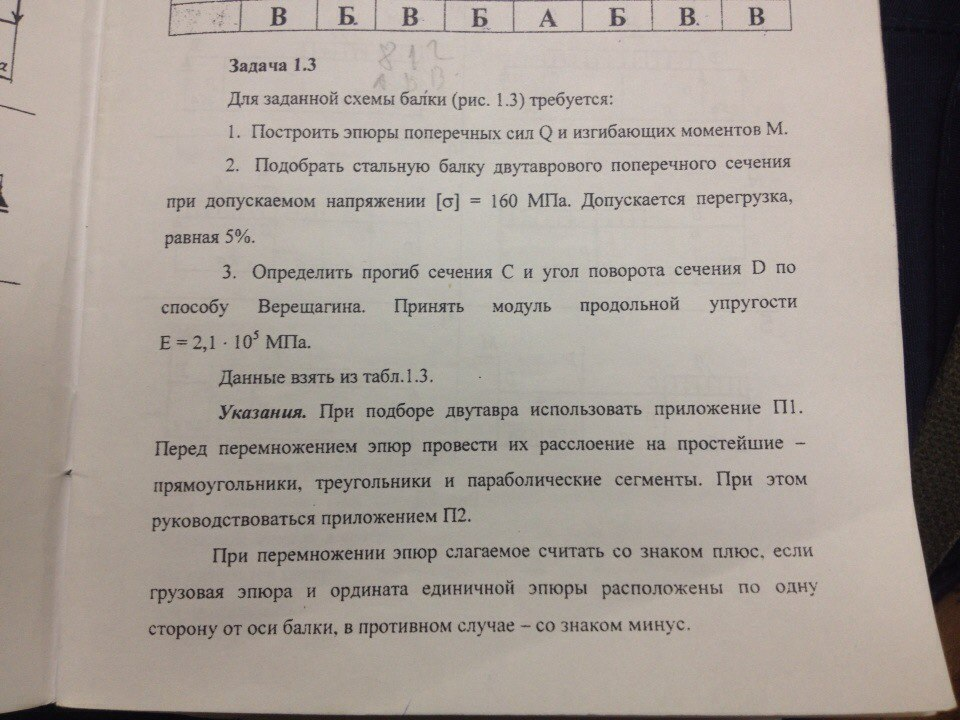 В Б В Б А Б В В
8 1 2
А В В
Задача 1.3
Для заданной схемы балки (рис. 1.3) требуется:
1. Построить эпюры поперечных сил Q и изгибающих моментов М.
2. Подобрать стальную балку двутаврового поперечного сечения
при допускаемом напряжении [σ] = 160 МПа. Допускается перегрузка,
равная 5%.
3. Определить прогиб сечения С и угол поворота сечения D по
способу Верещагина. Принять модуль продольной упругости
Е = 2,1 · 10⁵ МПа.
Данные взять из табл.1.3.
Указания. При подборе двутавра использовать приложение П1.
Перед перемножением эпюр провести их расслоение на простейшие –
прямоугольники, треугольники и параболические сегменты. При этом
руководствоваться приложением П2.
При перемножении эпюр слагаемое считать со знаком плюс, если
грузовая эпюра и ордината единичной эпюры расположены по одну
сторону от оси балки, в противном случае – со знаком минус.